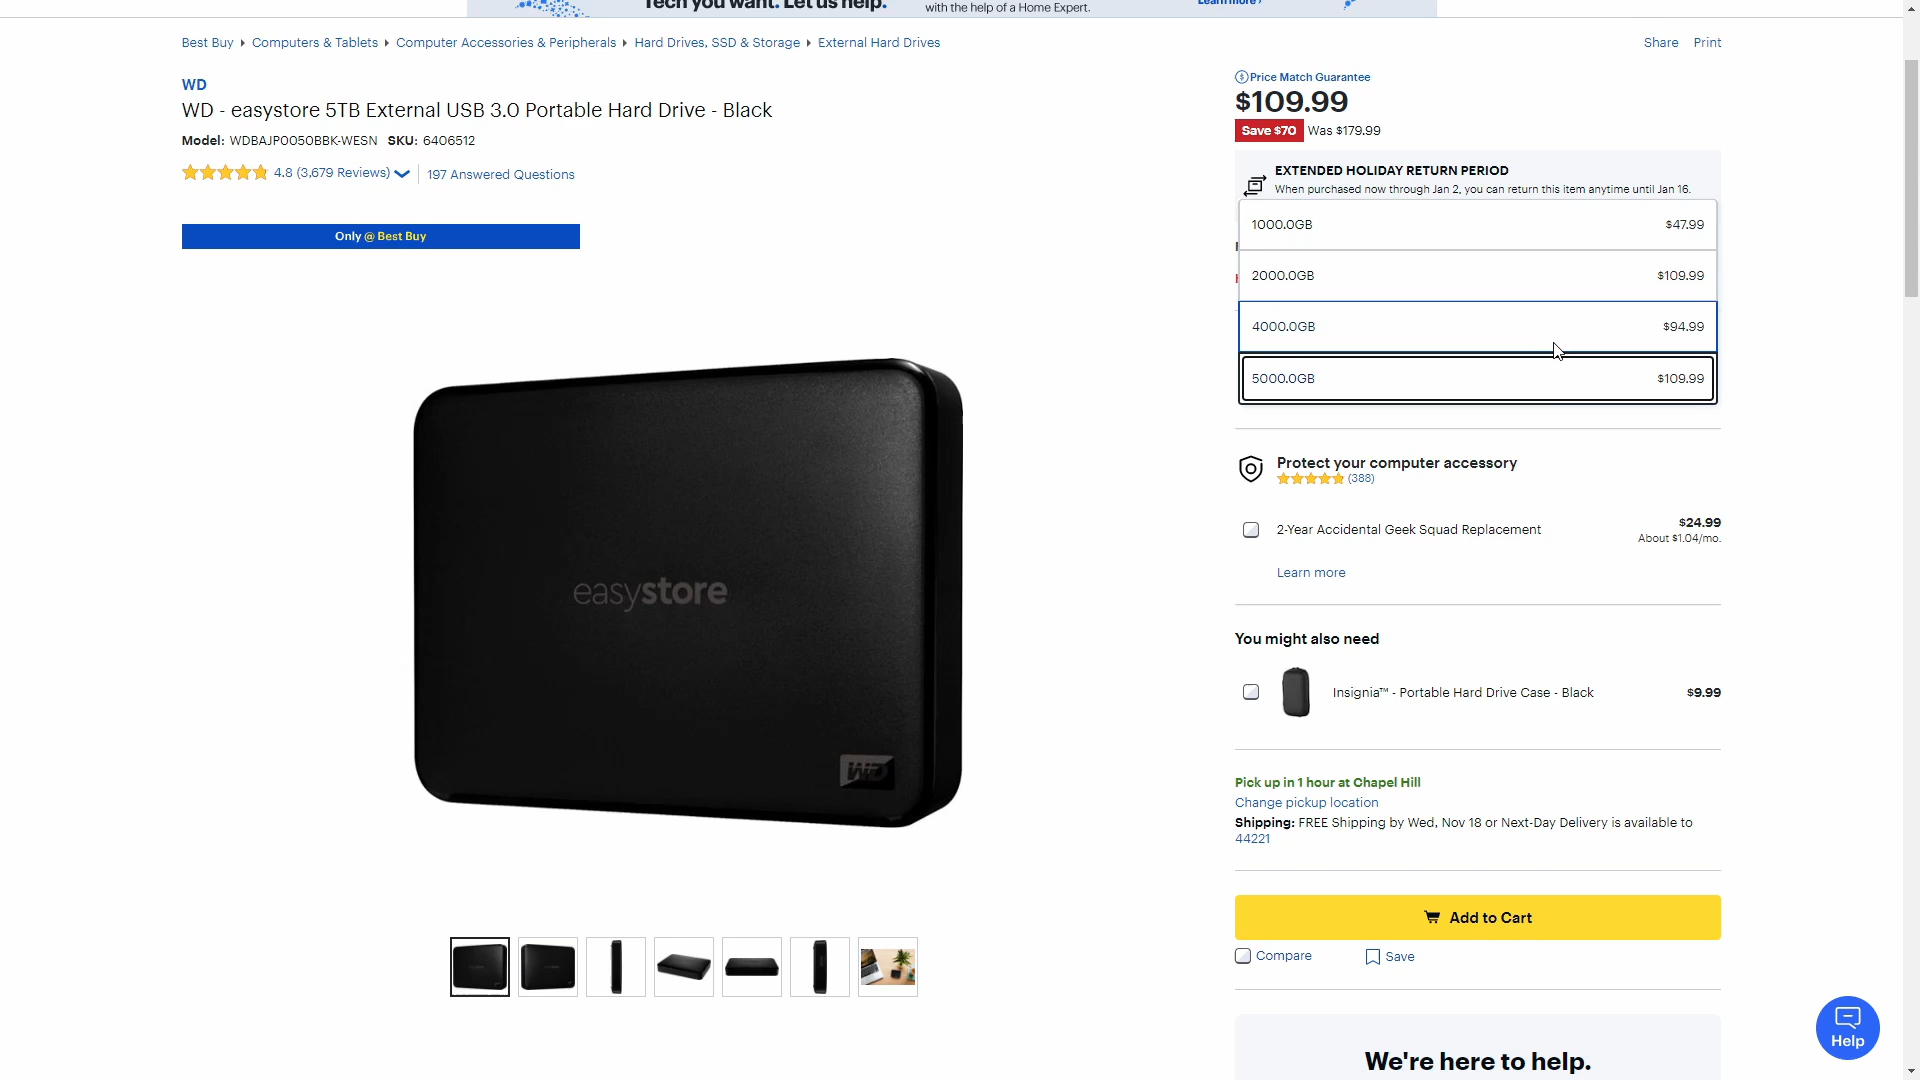 Tech you want. Let us help.
with the help of a Home Expert.
Learn more ›
Best Buy
Computers & Tablets
Computer Accessories & Peripherals
Hard Drives, SSD & Storage
External Hard Drives
Share
Print
WD
WD - easystore 5TB External USB 3.0 Portable Hard Drive - Black
Model: WDBAJP0050BBK-WESN SKU: 6406512
4.8 (3,679 Reviews)
197 Answered Questions
Only @ Best Buy
easystore
WD
Price Match Guarantee
$109.99
Save $70 Was $179.99
EXTENDED HOLIDAY RETURN PERIOD
When purchased now through Jan 2, you can return this item anytime until Jan 16.
1000.0GB $47.99
2000.0GB $109.99
4000.0GB $94.99
5000.0GB $109.99
Protect your computer accessory
(388)
2-Year Accidental Geek Squad Replacement $24.99
About $1.04/mo.
Learn more
You might also need
Insignia™ - Portable Hard Drive Case - Black $9.99
Pick up in 1 hour at Chapel Hill
Change pickup location
Shipping: FREE Shipping by Wed, Nov 18 or Next-Day Delivery is available to
44221
Add to Cart
Compare
Save
Help
We're here to help.